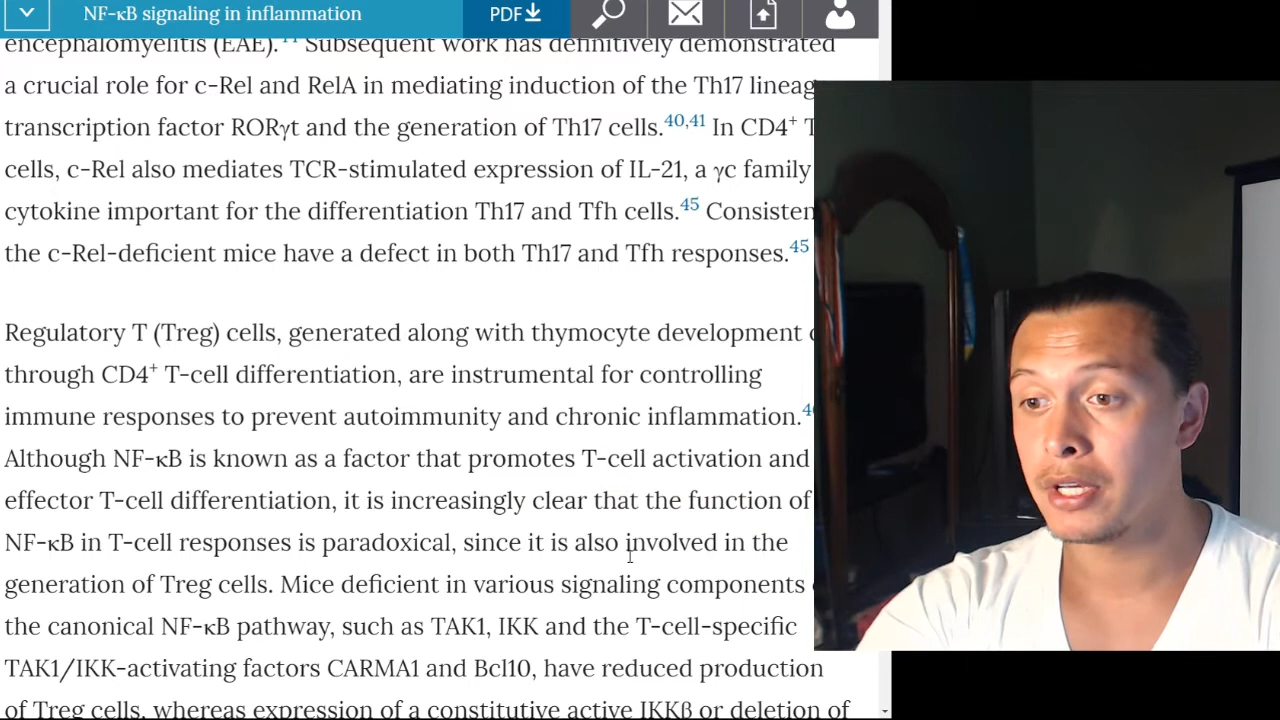 NF-κB signaling in inflammation
PDF
encephalomyelitis (EAE).⁴⁴ Subsequent work has definitively demonstrated
a crucial role for c-Rel and RelA in mediating induction of the Th17
transcription factor RORγt and the generation of Th17 cells.⁴⁰,⁴¹ In CD4⁺ T
cells, c-Rel also mediates TCR-stimulated expression of IL-21, a γc family
cytokine important for the differentiation Th17 and Tfh cells.⁴⁵
the c-Rel-deficient mice have a defect in both Th17 and Tfh responses.⁴⁵
Regulatory T (Treg) cells, generated along with thymocyte development
through CD4⁺ T-cell differentiation, are instrumental for controlling
immune responses to prevent autoimmunity and chronic inflammation.
Although NF-κB is known as a factor that promotes T-cell activation and
effector T-cell differentiation, it is increasingly clear that the function of
NF-κB in T-cell responses is paradoxical, since it is also involved in the
generation of Treg cells. Mice deficient in various signaling components
the canonical NF-κB pathway, such as TAK1, IKK and the T-cell-specific
TAK1/IKK-activating factors CARMA1 and Bcl10, have reduced production
of Treg cells, whereas expression of a constitutive active IKKβ or deletion of